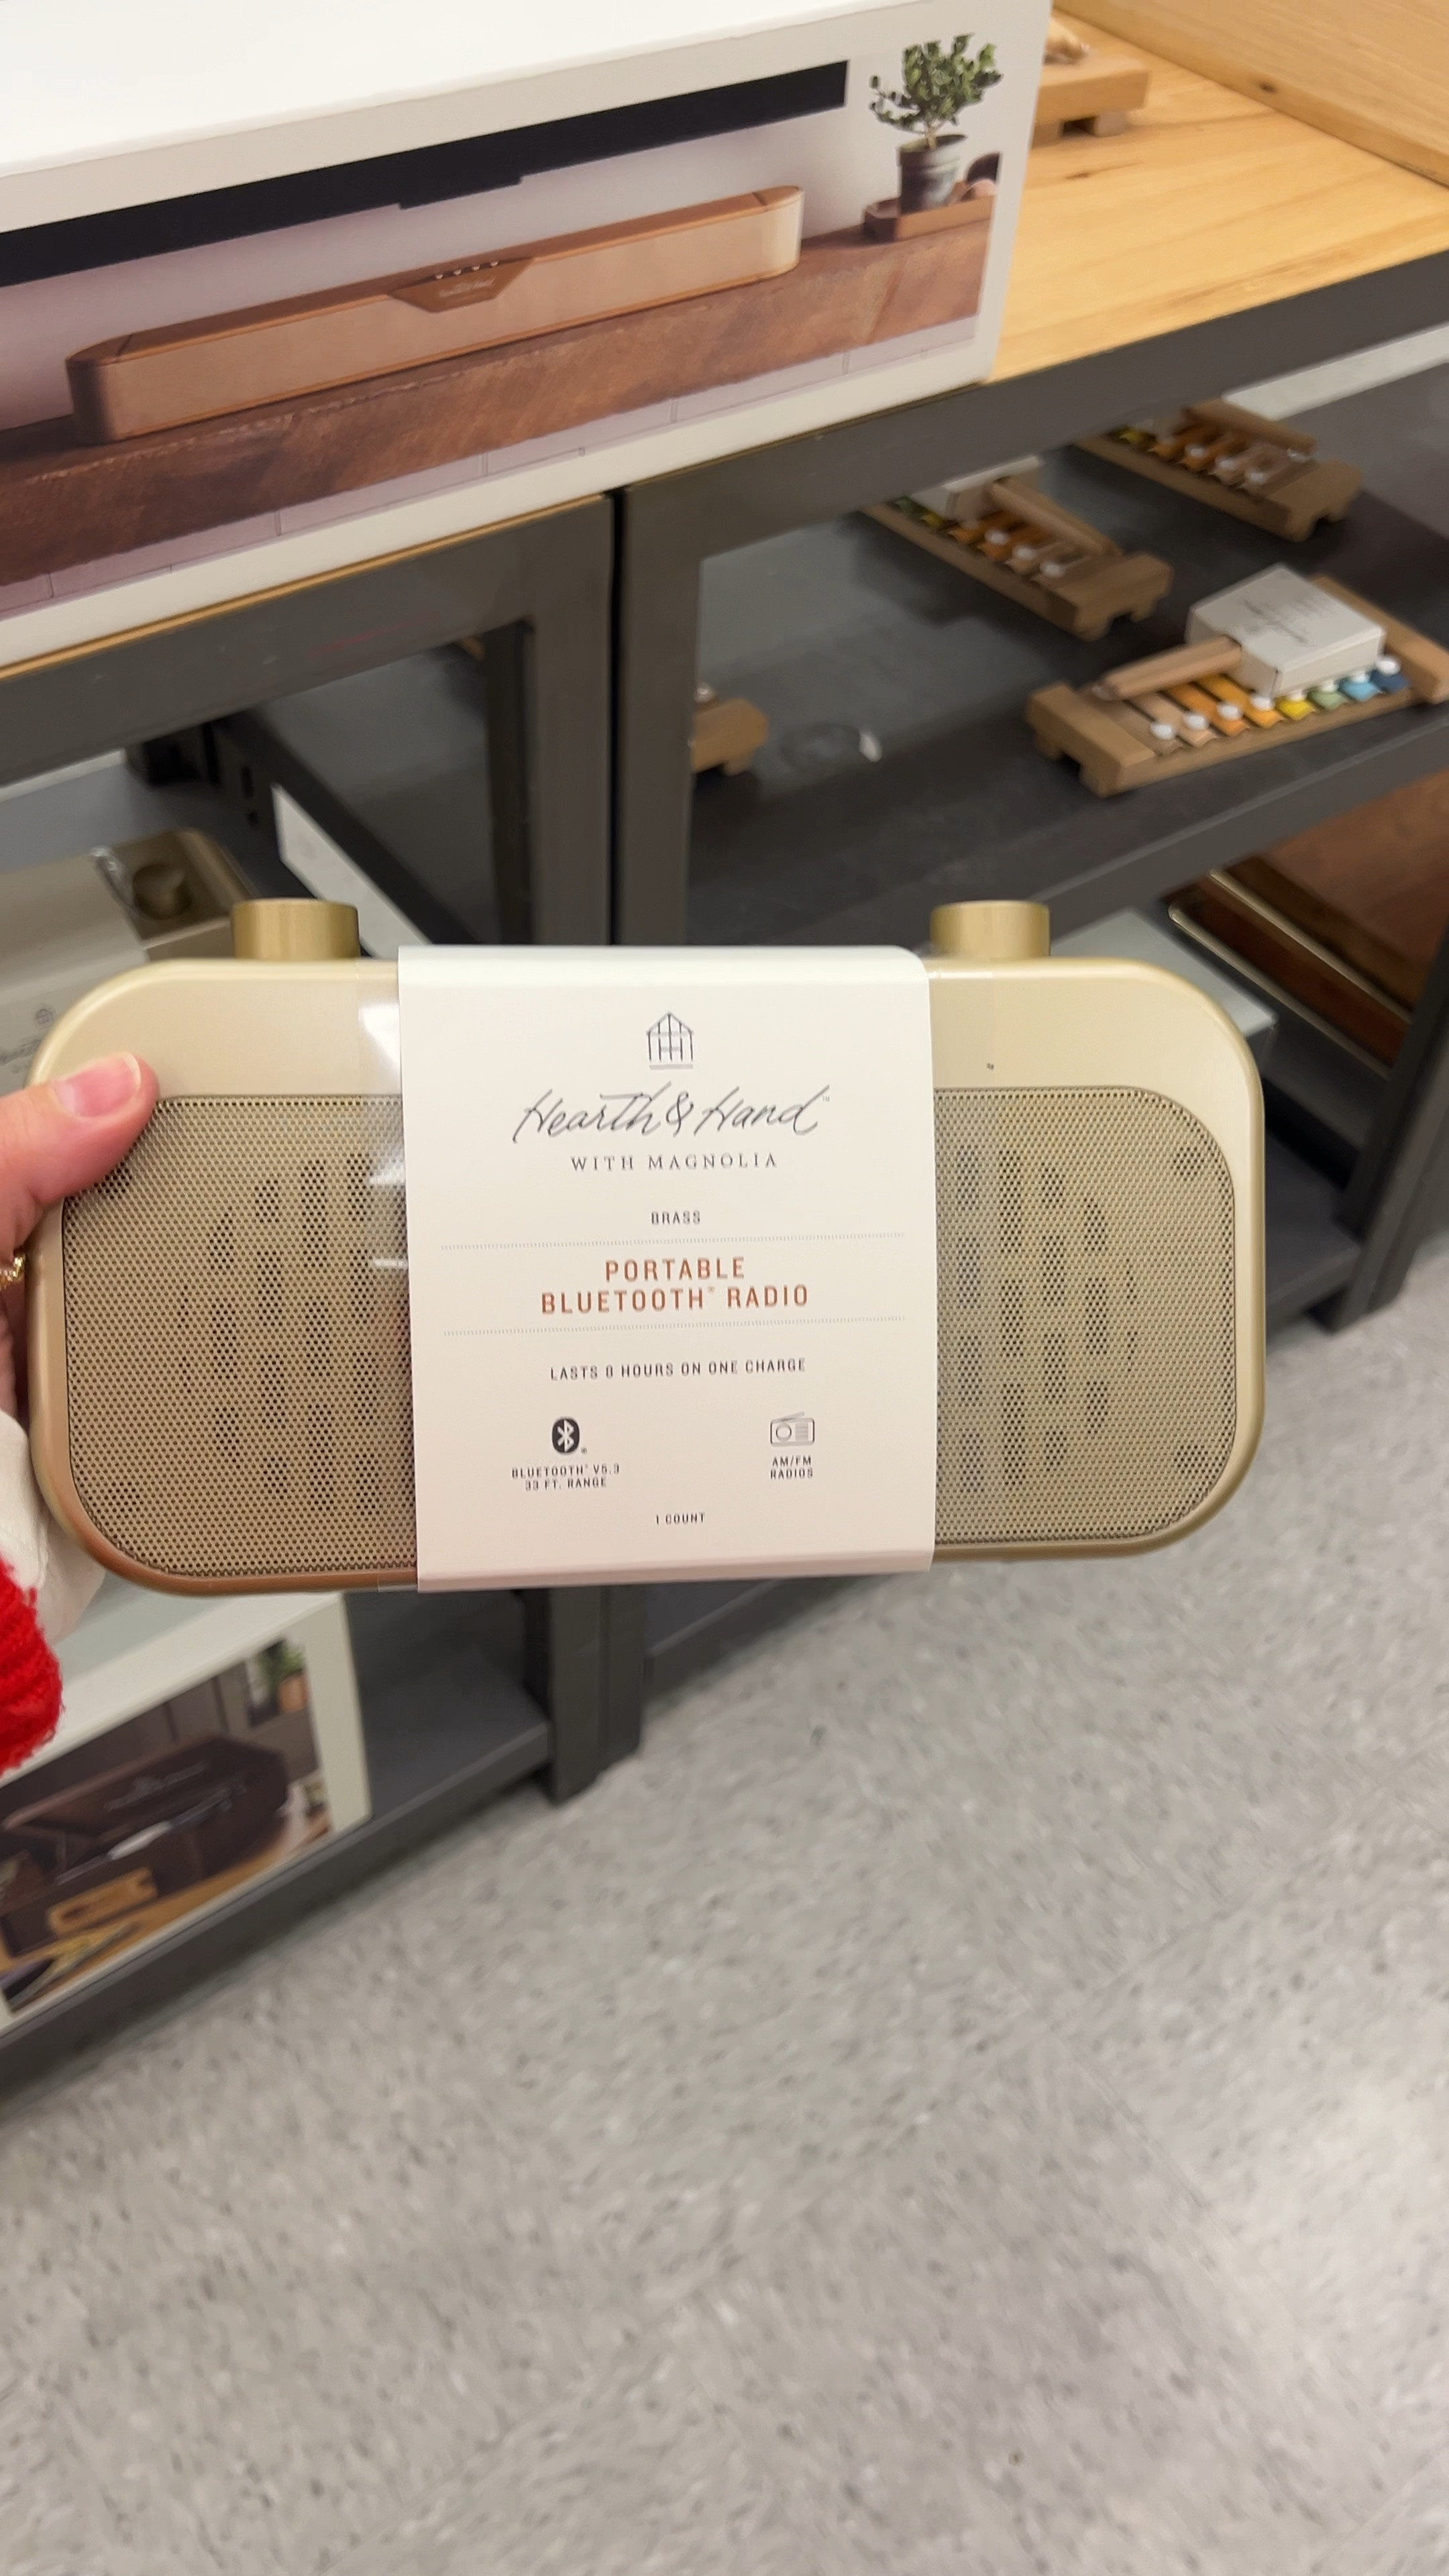 Hearth & Hand™
WITH MAGNOLIA
BRASS
PORTABLE
BLUETOOTH® RADIO
LASTS 8 HOURS ON ONE CHARGE
BLUETOOTH® V5.3
33 FT. RANGE
AM/FM
RADIOS
1 COUNT